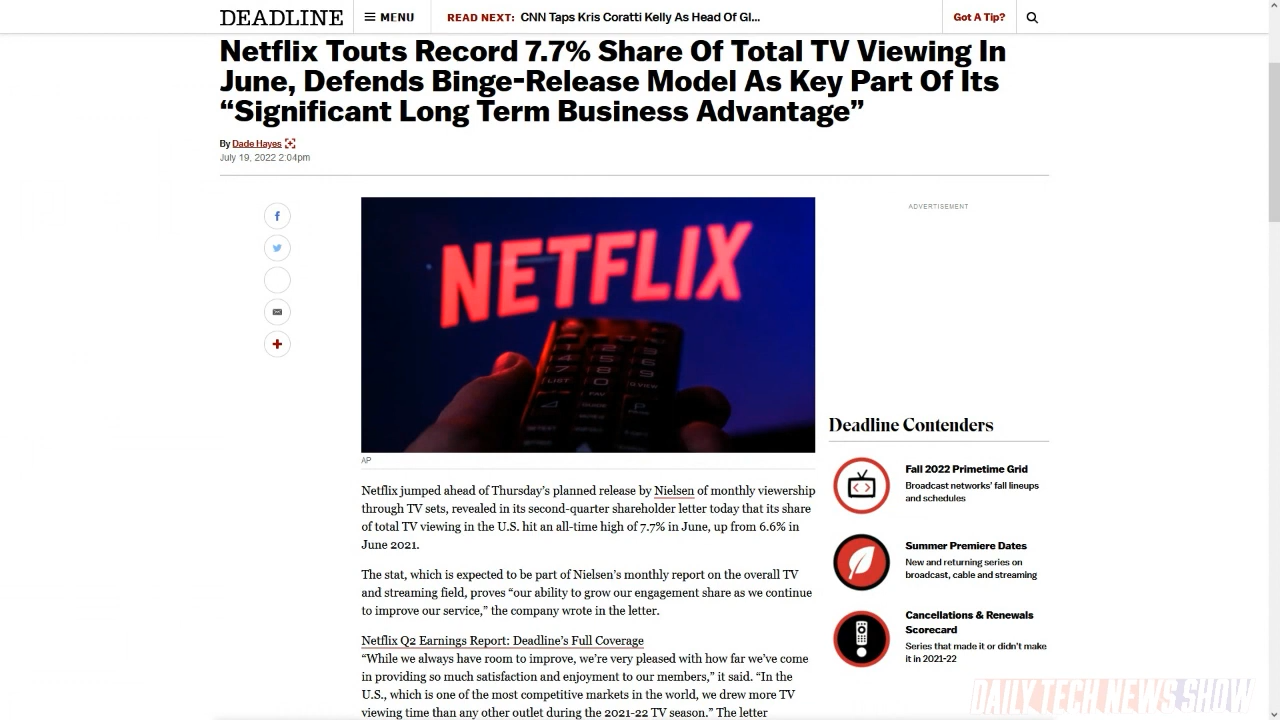 DEADLINE
MENU
READ NEXT: CNN Taps Kris Coratti Kelly As Head Of Gl...
Got A Tip?
Netflix Touts Record 7.7% Share Of Total TV Viewing In
June, Defends Binge-Release Model As Key Part Of Its
“Significant Long Term Business Advantage”
By Dade Hayes
July 19, 2022 2:04pm
NETFLIX
AP
Netflix jumped ahead of Thursday’s planned release by Nielsen of monthly viewership
through TV sets, revealed in its second-quarter shareholder letter today that its share
of total TV viewing in the U.S. hit an all-time high of 7.7% in June, up from 6.6% in
June 2021.
The stat, which is expected to be part of Nielsen’s monthly report on the overall TV
and streaming field, proves “our ability to grow our engagement share as we continue
to improve our service,” the company wrote in the letter.
Netflix Q2 Earnings Report: Deadline’s Full Coverage
“While we always have room to improve, we’re very pleased with how far we’ve come
in providing so much satisfaction and enjoyment to our members,” it said. “In the
U.S., which is one of the most competitive markets in the world, we drew more TV
viewing time than any other outlet during the 2021-22 TV season.” The letter
ADVERTISEMENT
Deadline Contenders
Fall 2022 Primetime Grid
Broadcast networks' fall lineups
and schedules
Summer Premiere Dates
New and returning series on
broadcast, cable and streaming
Cancellations & Renewals
Scorecard
Series that made it or didn't make
it in 2021-22
DAILY TECH NEWS SHOW